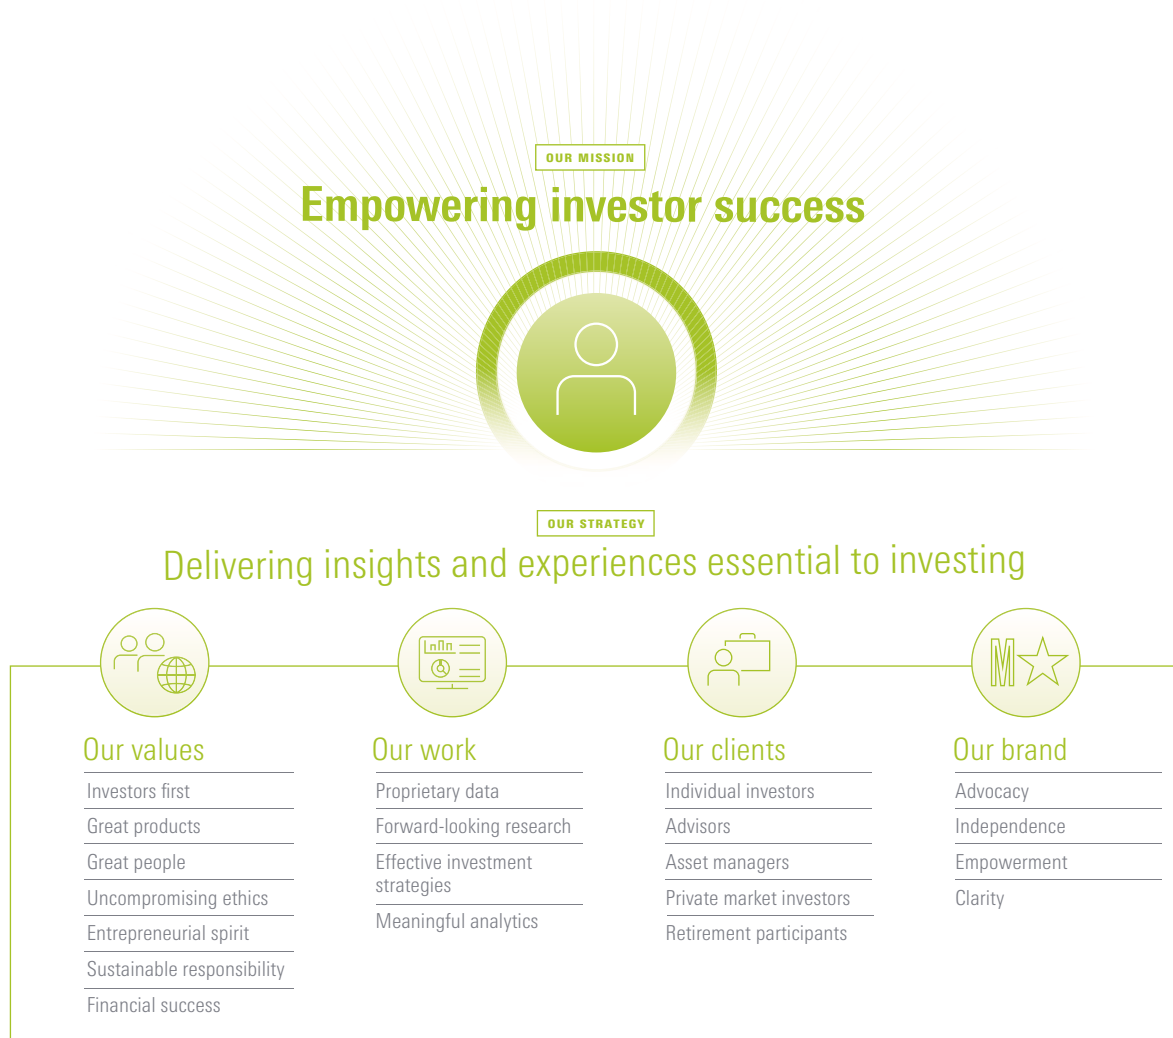 OUR MISSION
Empowering investor success
OUR STRATEGY
Delivering insights and experiences essential to investing
Our values
Investors first
Great products
Great people
Uncompromising ethics
Entrepreneurial spirit
Sustainable responsibility
Financial success
Our work
Proprietary data
Forward-looking research
Effective investment
strategies
Meaningful analytics
Our clients
Individual investors
Advisors
Asset managers
Private market investors
Retirement participants
M
Our brand
Advocacy
Independence
Empowerment
Clarity